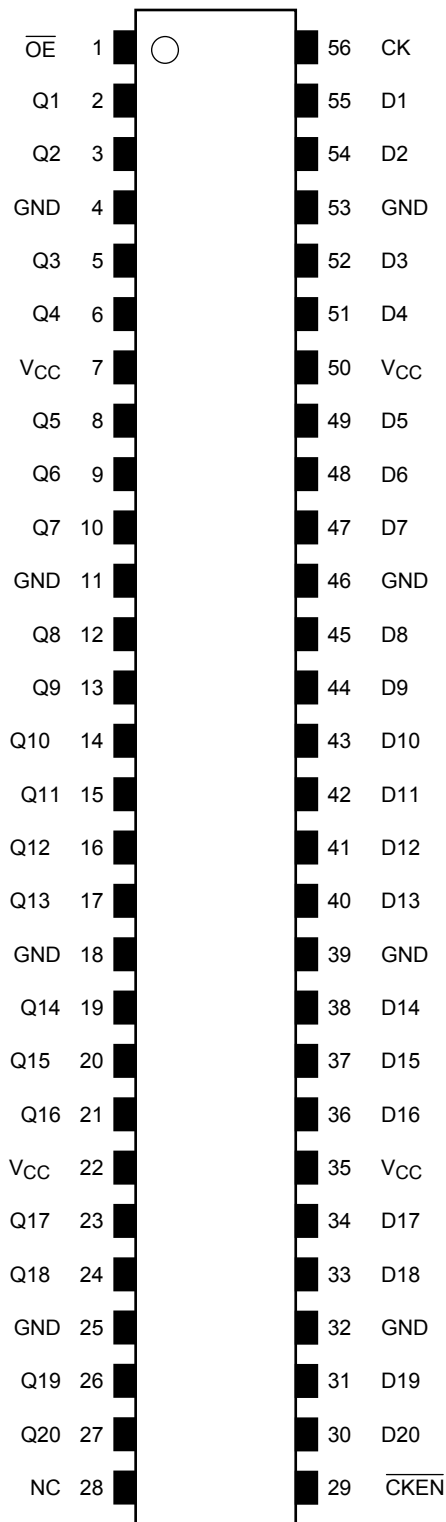 O̅E̅ 1 56 CK
Q1 2 55 D1
Q2 3 54 D2
GND 4 53 GND
Q3 5 52 D3
Q4 6 51 D4
VCC 7 50 VCC
Q5 8 49 D5
Q6 9 48 D6
Q7 10 47 D7
GND 11 46 GND
Q8 12 45 D8
Q9 13 44 D9
Q10 14 43 D10
Q11 15 42 D11
Q12 16 41 D12
Q13 17 40 D13
GND 18 39 GND
Q14 19 38 D14
Q15 20 37 D15
Q16 21 36 D16
VCC 22 35 VCC
Q17 23 34 D17
Q18 24 33 D18
GND 25 32 GND
Q19 26 31 D19
Q20 27 30 D20
NC 28 29 C̅K̅E̅N̅